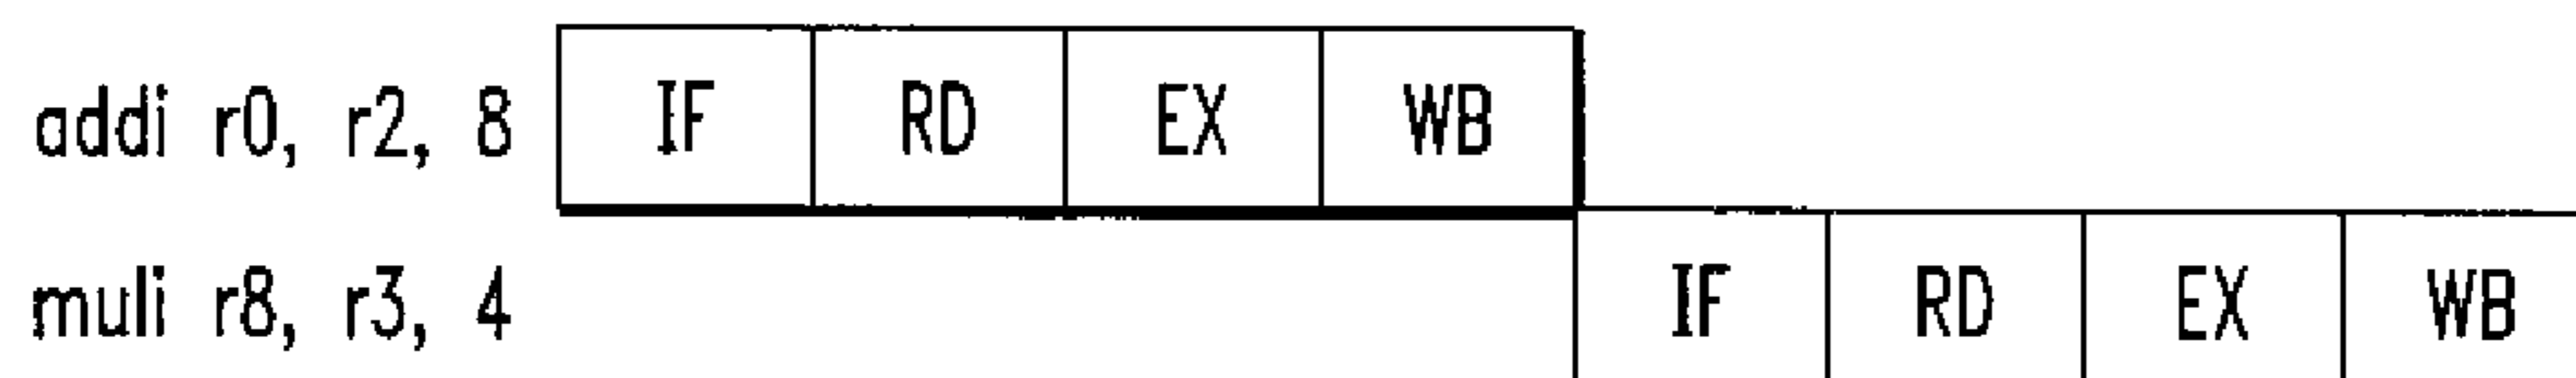 addi r0, r2, 8 IF RD EX WB
muli r8, r3, 4 IF RD EX WB